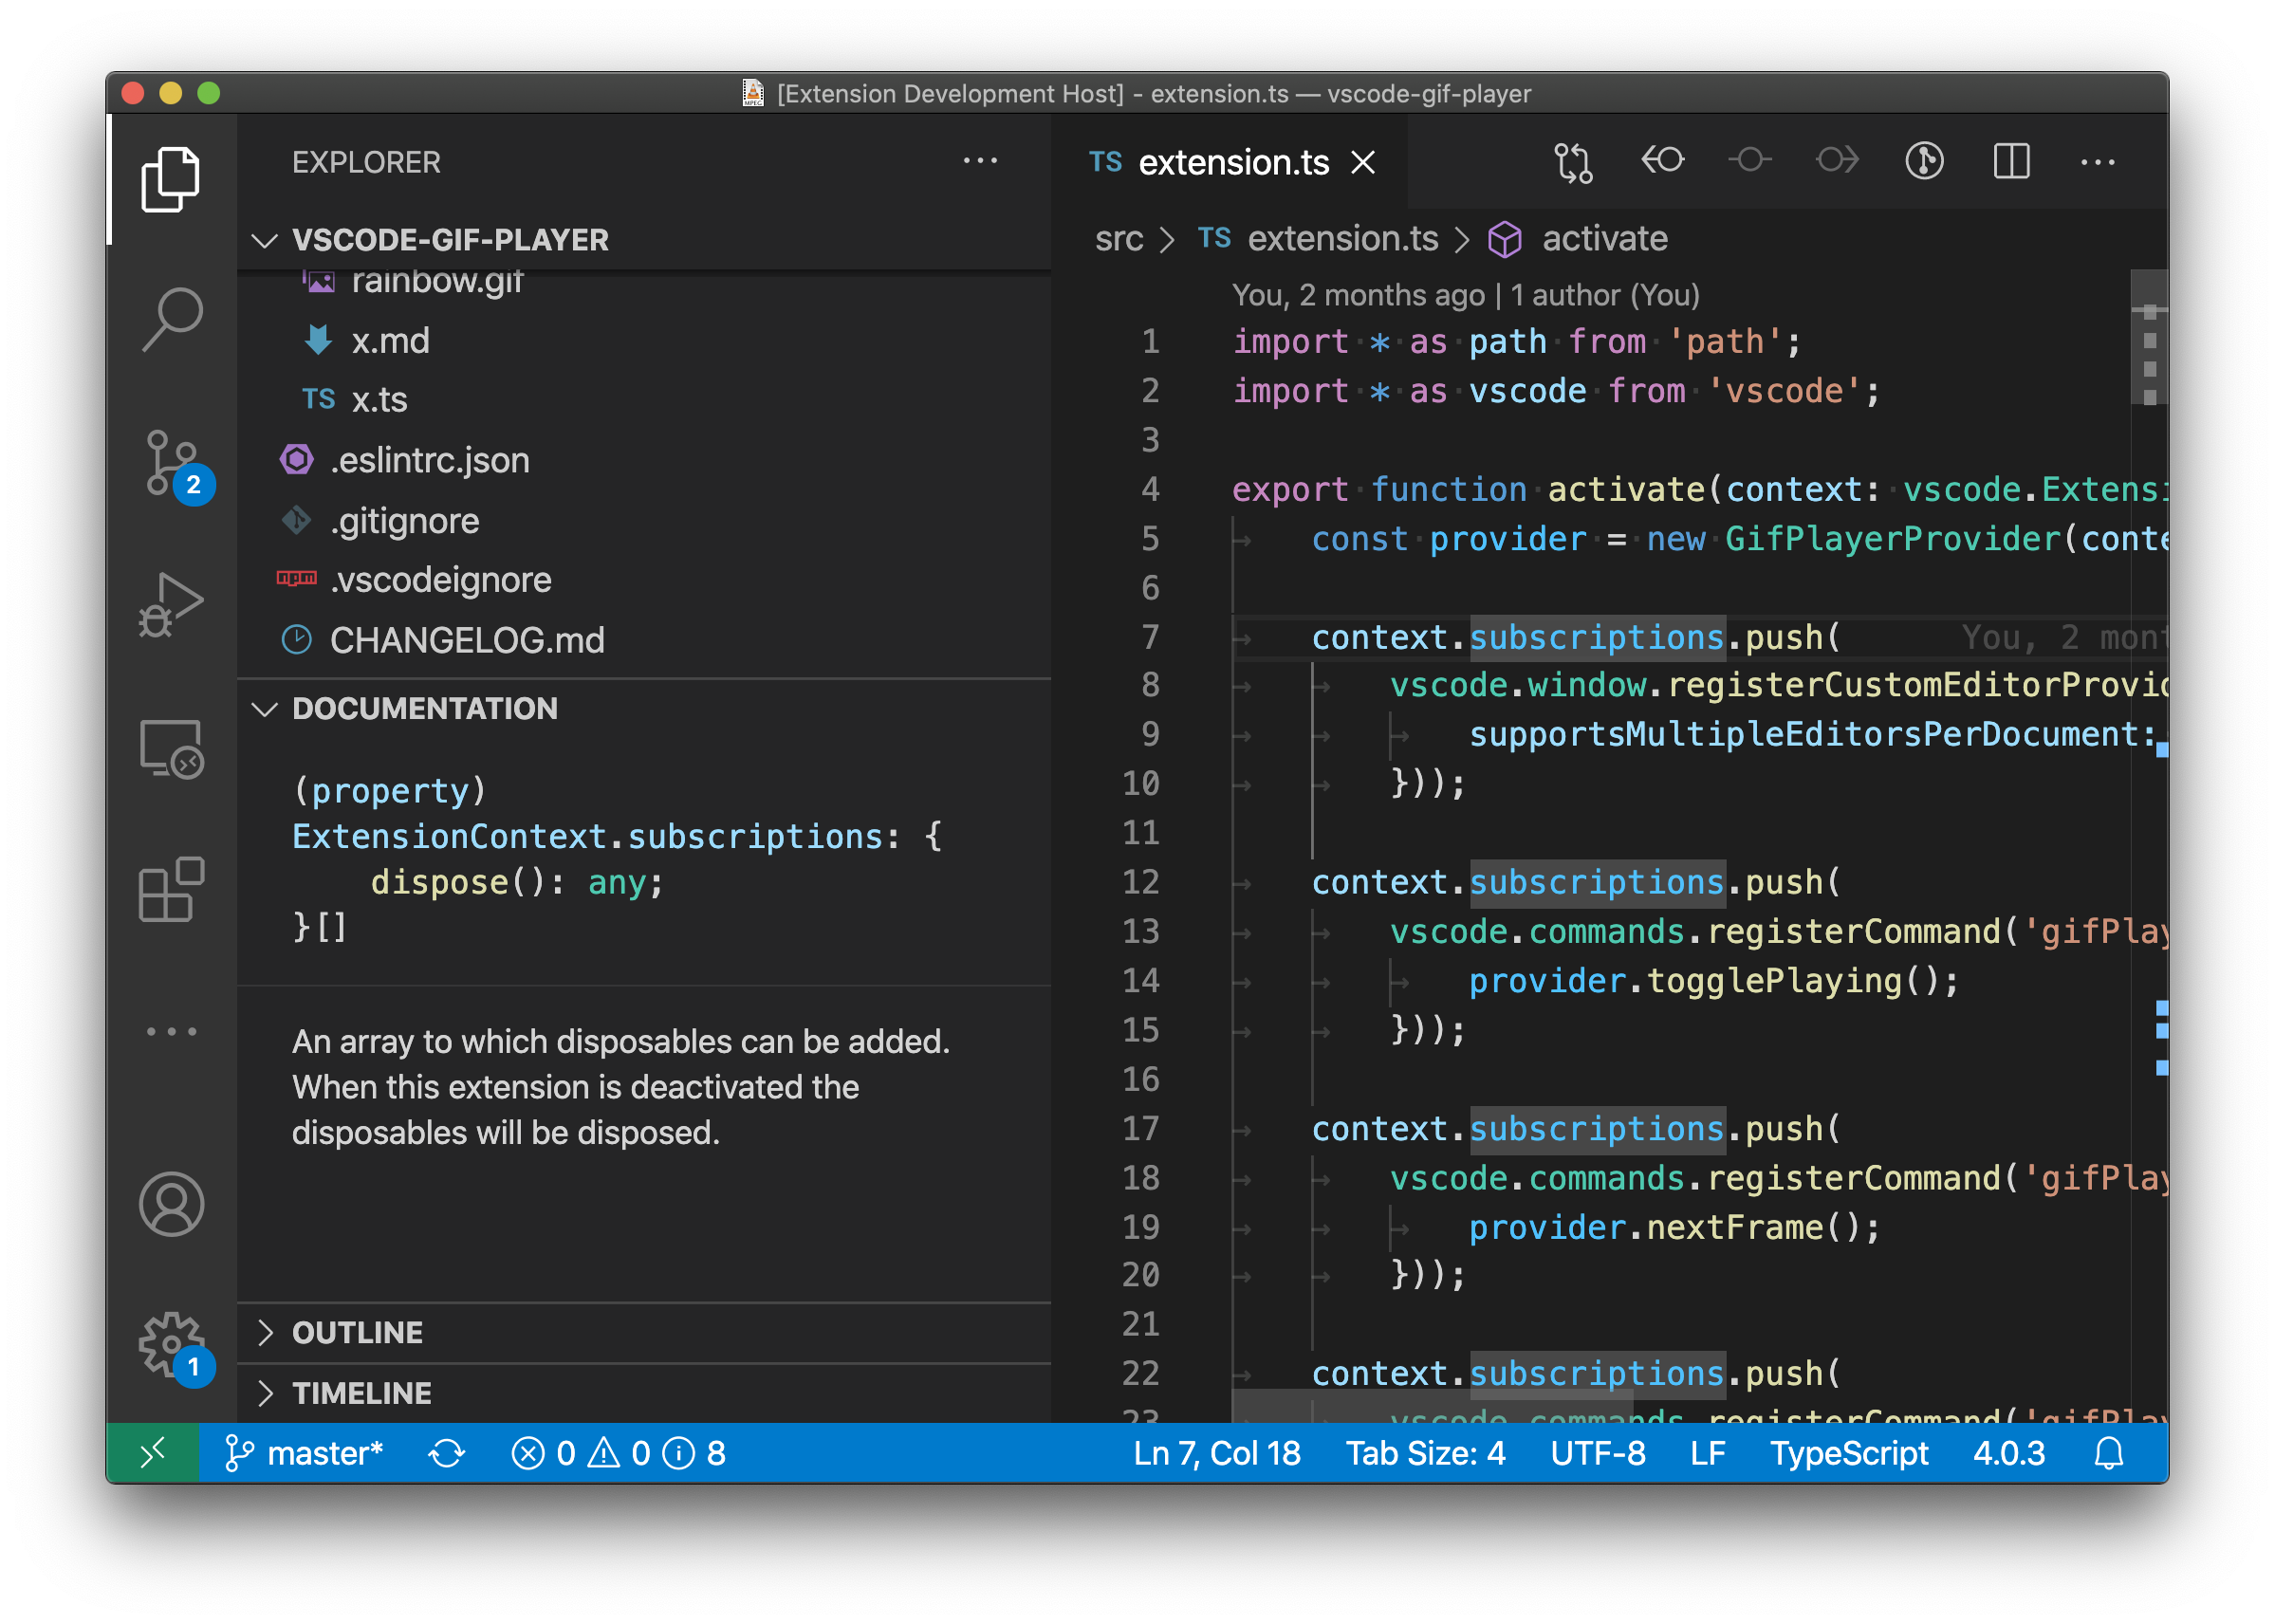 [Extension Development Host] - extension.ts — vscode-gif-player
EXPLORER
VSCODE-GIF-PLAYER
rainbow.gif
x.md
TS x.ts
.eslintrc.json
.gitignore
npm .vscodeignore
CHANGELOG.md
DOCUMENTATION
(property)
ExtensionContext.subscriptions: {
dispose(): any;
}[]
An array to which disposables can be added.
When this extension is deactivated the
disposables will be disposed.
OUTLINE
TIMELINE
2
1
TS extension.ts
src > TS extension.ts > activate
You, 2 months ago | 1 author (You)
1 import * as path from 'path';
2 import * as vscode from 'vscode';
3
4 export function activate(context: vscode.Extensi
5 const provider = new GifPlayerProvider(conte
6
7 context.subscriptions.push( You, 2 mont
8 vscode.window.registerCustomEditorProvid
9 supportsMultipleEditorsPerDocument:
10 }));
11
12 context.subscriptions.push(
13 vscode.commands.registerCommand('gifPlay
14 provider.togglePlaying();
15 }));
16
17 context.subscriptions.push(
18 vscode.commands.registerCommand('gifPlay
19 provider.nextFrame();
20 }));
21
22 context.subscriptions.push(
23 vscode.commands.registerCommand('gifPlay
master* 0 0 8 Ln 7, Col 18 Tab Size: 4 UTF-8 LF TypeScript 4.0.3